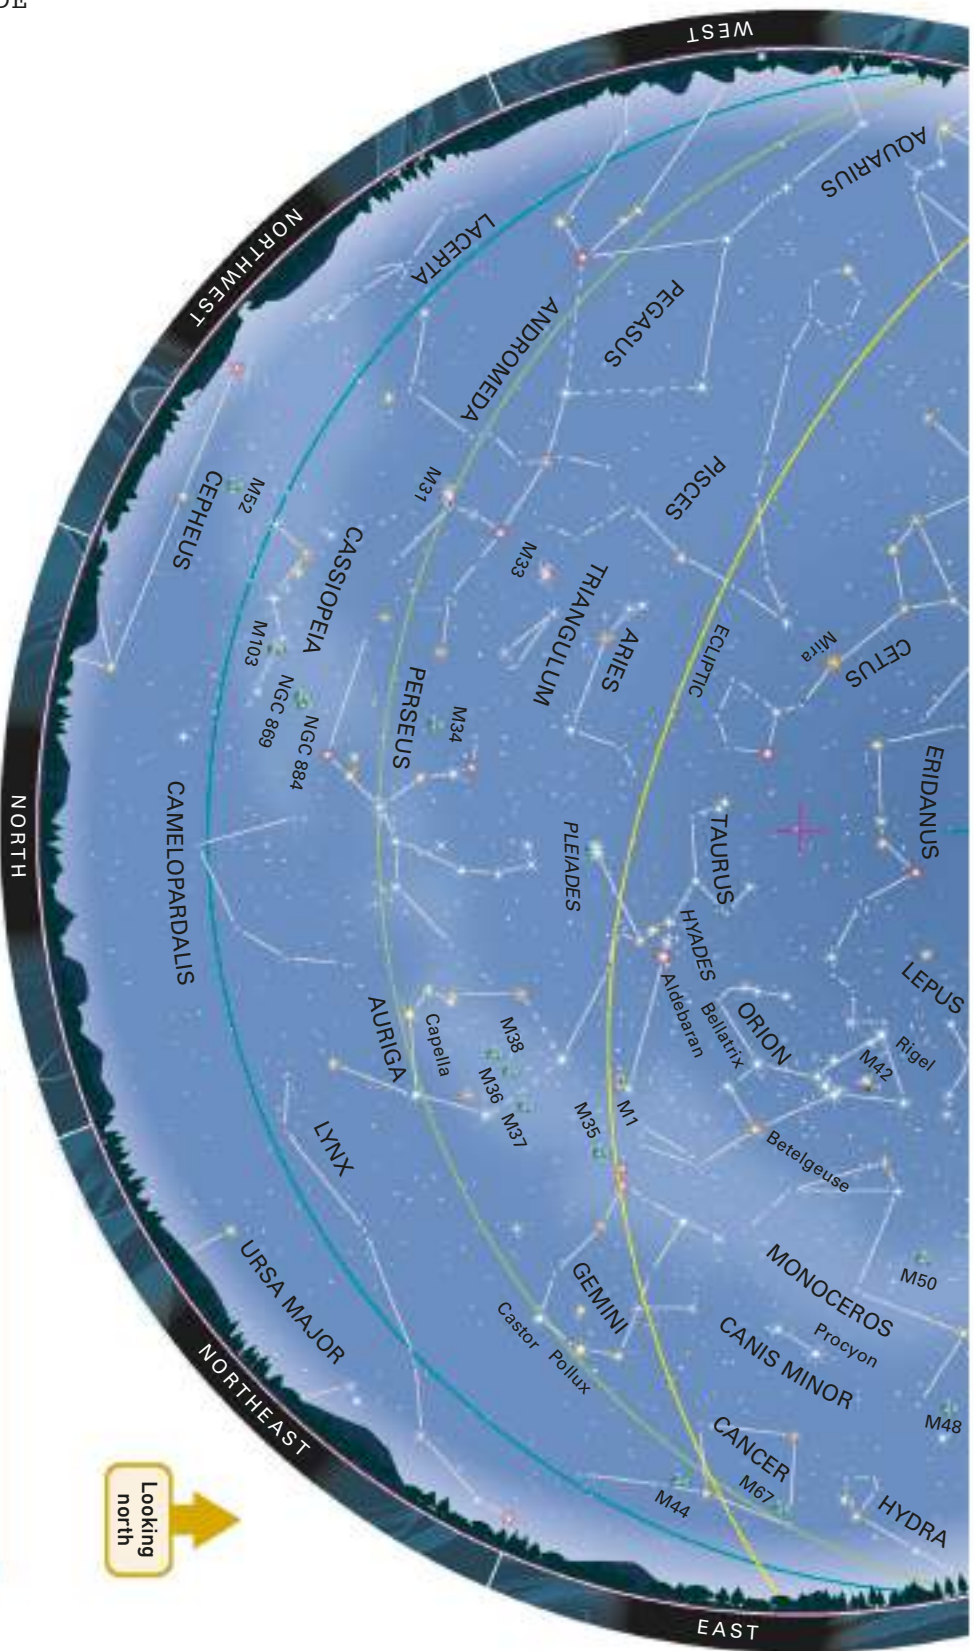 WEST
AQUARIUS
NORTHWEST
LACERTA
PEGASUS
ANDROMEDA
PISCES
M31
M52
CEPHEUS
CASSIOPEIA
M33
TRIANGULUM
ARIES
ECLIPTIC
Mira
CETUS
M103
NGC 869
NGC 884
PERSEUS
M34
ERIDANUS
NORTH
CAMELOPARDALIS
PLEIADES
TAURUS
HYADES
Aldebaran
LEPUS
Bellatrix
ORION
Rigel
M42
AURIGA
Capella
M38
M36
M37
M35
M1
Betelgeuse
LYNX
URSA MAJOR
GEMINI
Castor
Pollux
MONOCEROS
M50
CANIS MINOR
Procyon
M48
CANCER
M44
M67
HYDRA
NORTHEAST
EAST
Looking
north